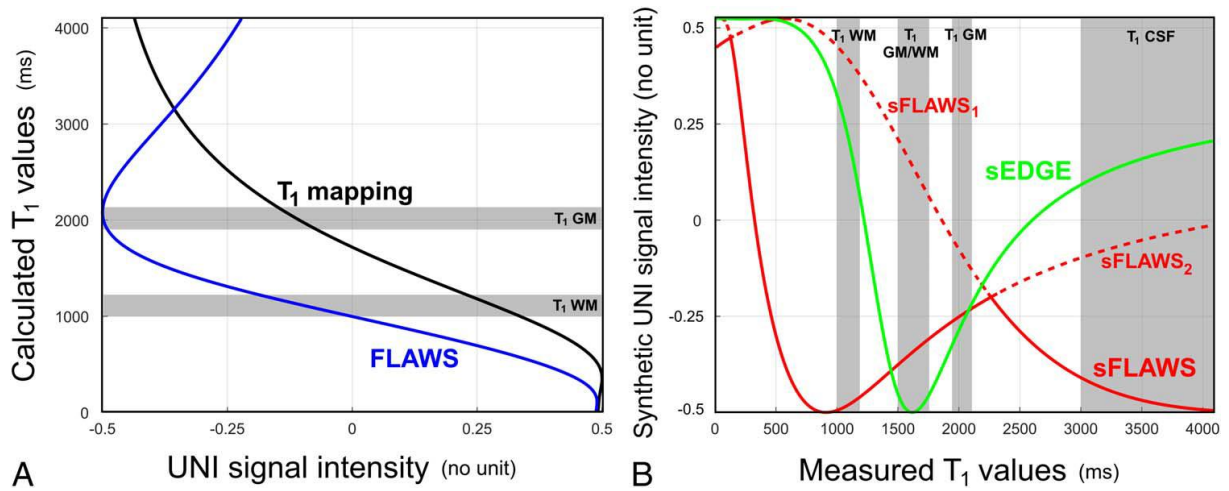 4000
3000
2000
1000
0
-0.5
-0.25
0
0.25
0.5
Calculated T₁ values (ms)
UNI signal intensity (no unit)
T₁ mapping
FLAWS
T₁ GM
T₁ WM
A
0.5
0.25
0
-0.25
-0.5
0
500
1000
1500
2000
2500
3000
3500
4000
Synthetic UNI signal intensity (no unit)
Measured T₁ values (ms)
T₁ WM
T₁
GM/WM
T₁ GM
T₁ CSF
sFLAWS₁
sEDGE
sFLAWS₂
sFLAWS
B